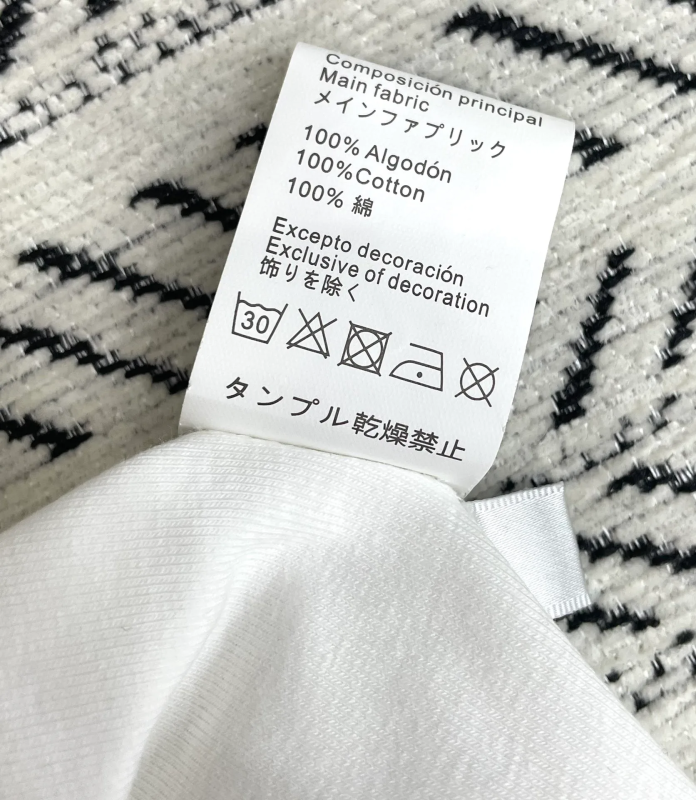 Composición principal
Main fabric
メインファブリック
100% Algodón
100%Cotton
100% 綿
Excepto decoración
Exclusive of decoration
飾りを除く
30
タンプル乾燥禁止